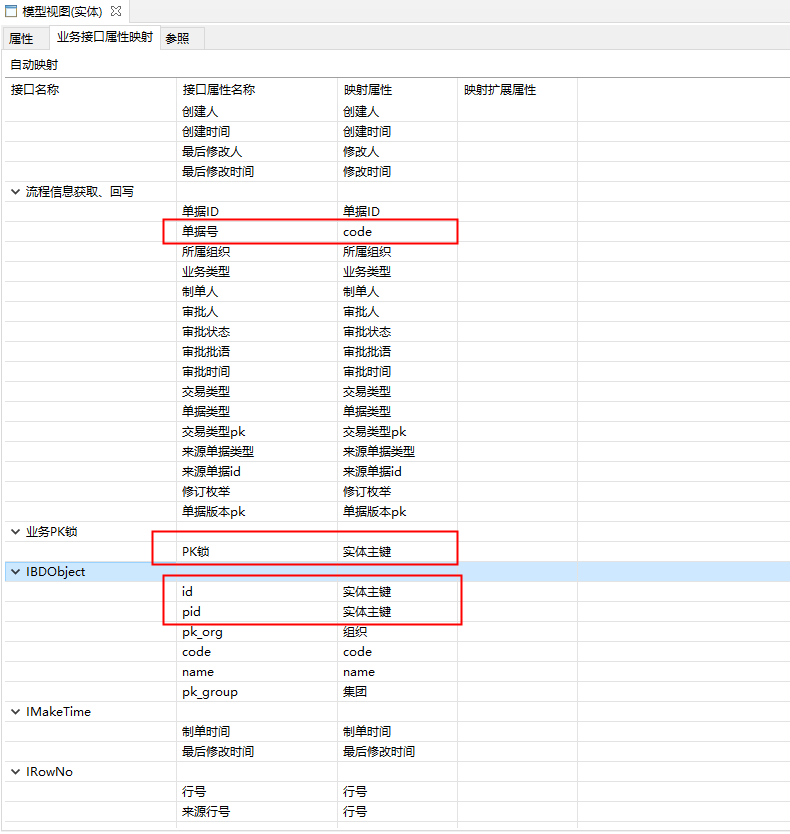 模型视图(实体)
属性 业务接口属性映射 参照
自动映射
接口名称 接口属性名称 映射属性 映射扩展属性
创建人 创建人
创建时间 创建时间
最后修改人 修改人
最后修改时间 修改时间
流程信息获取、回写
单据ID 单据ID
单据号 code
所属组织 所属组织
业务类型 业务类型
制单人 制单人
审批人 审批人
审批状态 审批状态
审批批语 审批批语
审批时间 审批时间
交易类型 交易类型
单据类型 单据类型
交易类型pk 交易类型pk
来源单据类型 来源单据类型
来源单据id 来源单据id
修订枚举 修订枚举
单据版本pk 单据版本pk
业务PK锁
PK锁 实体主键
IBDObject
id 实体主键
pid 实体主键
pk_org 组织
code code
name name
pk_group 集团
IMakeTime
制单时间 制单时间
最后修改时间 最后修改时间
IRowNo
行号 行号
来源行号 行号